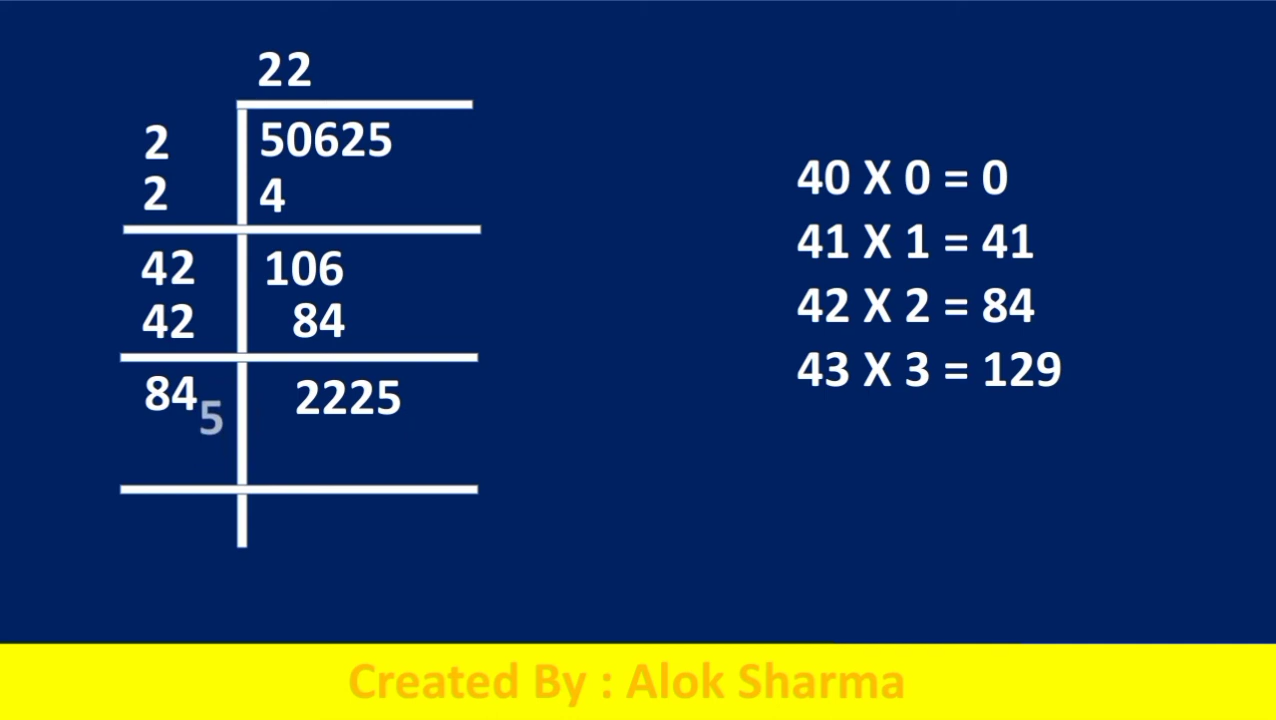 22
2 50625
2 4
42 106
42 84
845 2225
40 X 0 = 0
41 X 1 = 41
42 X 2 = 84
43 X 3 = 129
Created By : Alok Sharma